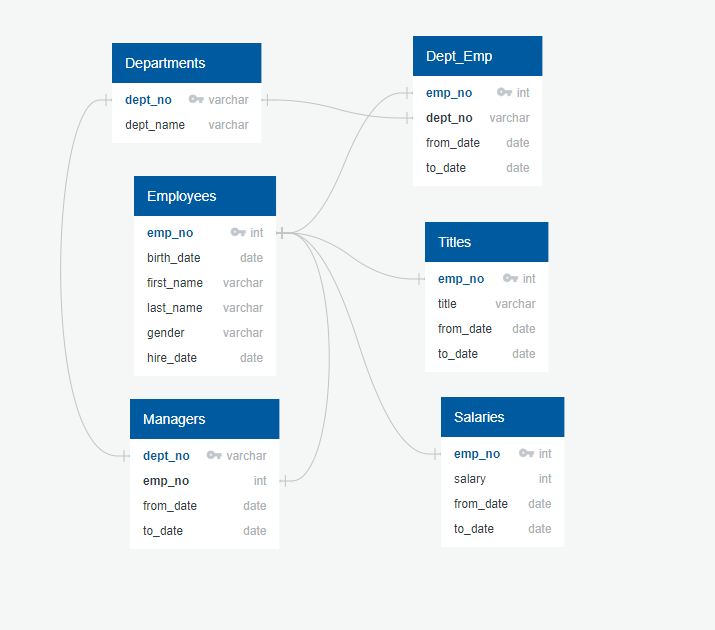 Departments
dept_no varchar
dept_name varchar
Employees
emp_no int
birth_date date
first_name varchar
last_name varchar
gender varchar
hire_date date
Managers
dept_no varchar
emp_no int
from_date date
to_date date
Dept_Emp
emp_no int
dept_no varchar
from_date date
to_date date
Titles
emp_no int
title varchar
from_date date
to_date date
Salaries
emp_no int
salary int
from_date date
to_date date